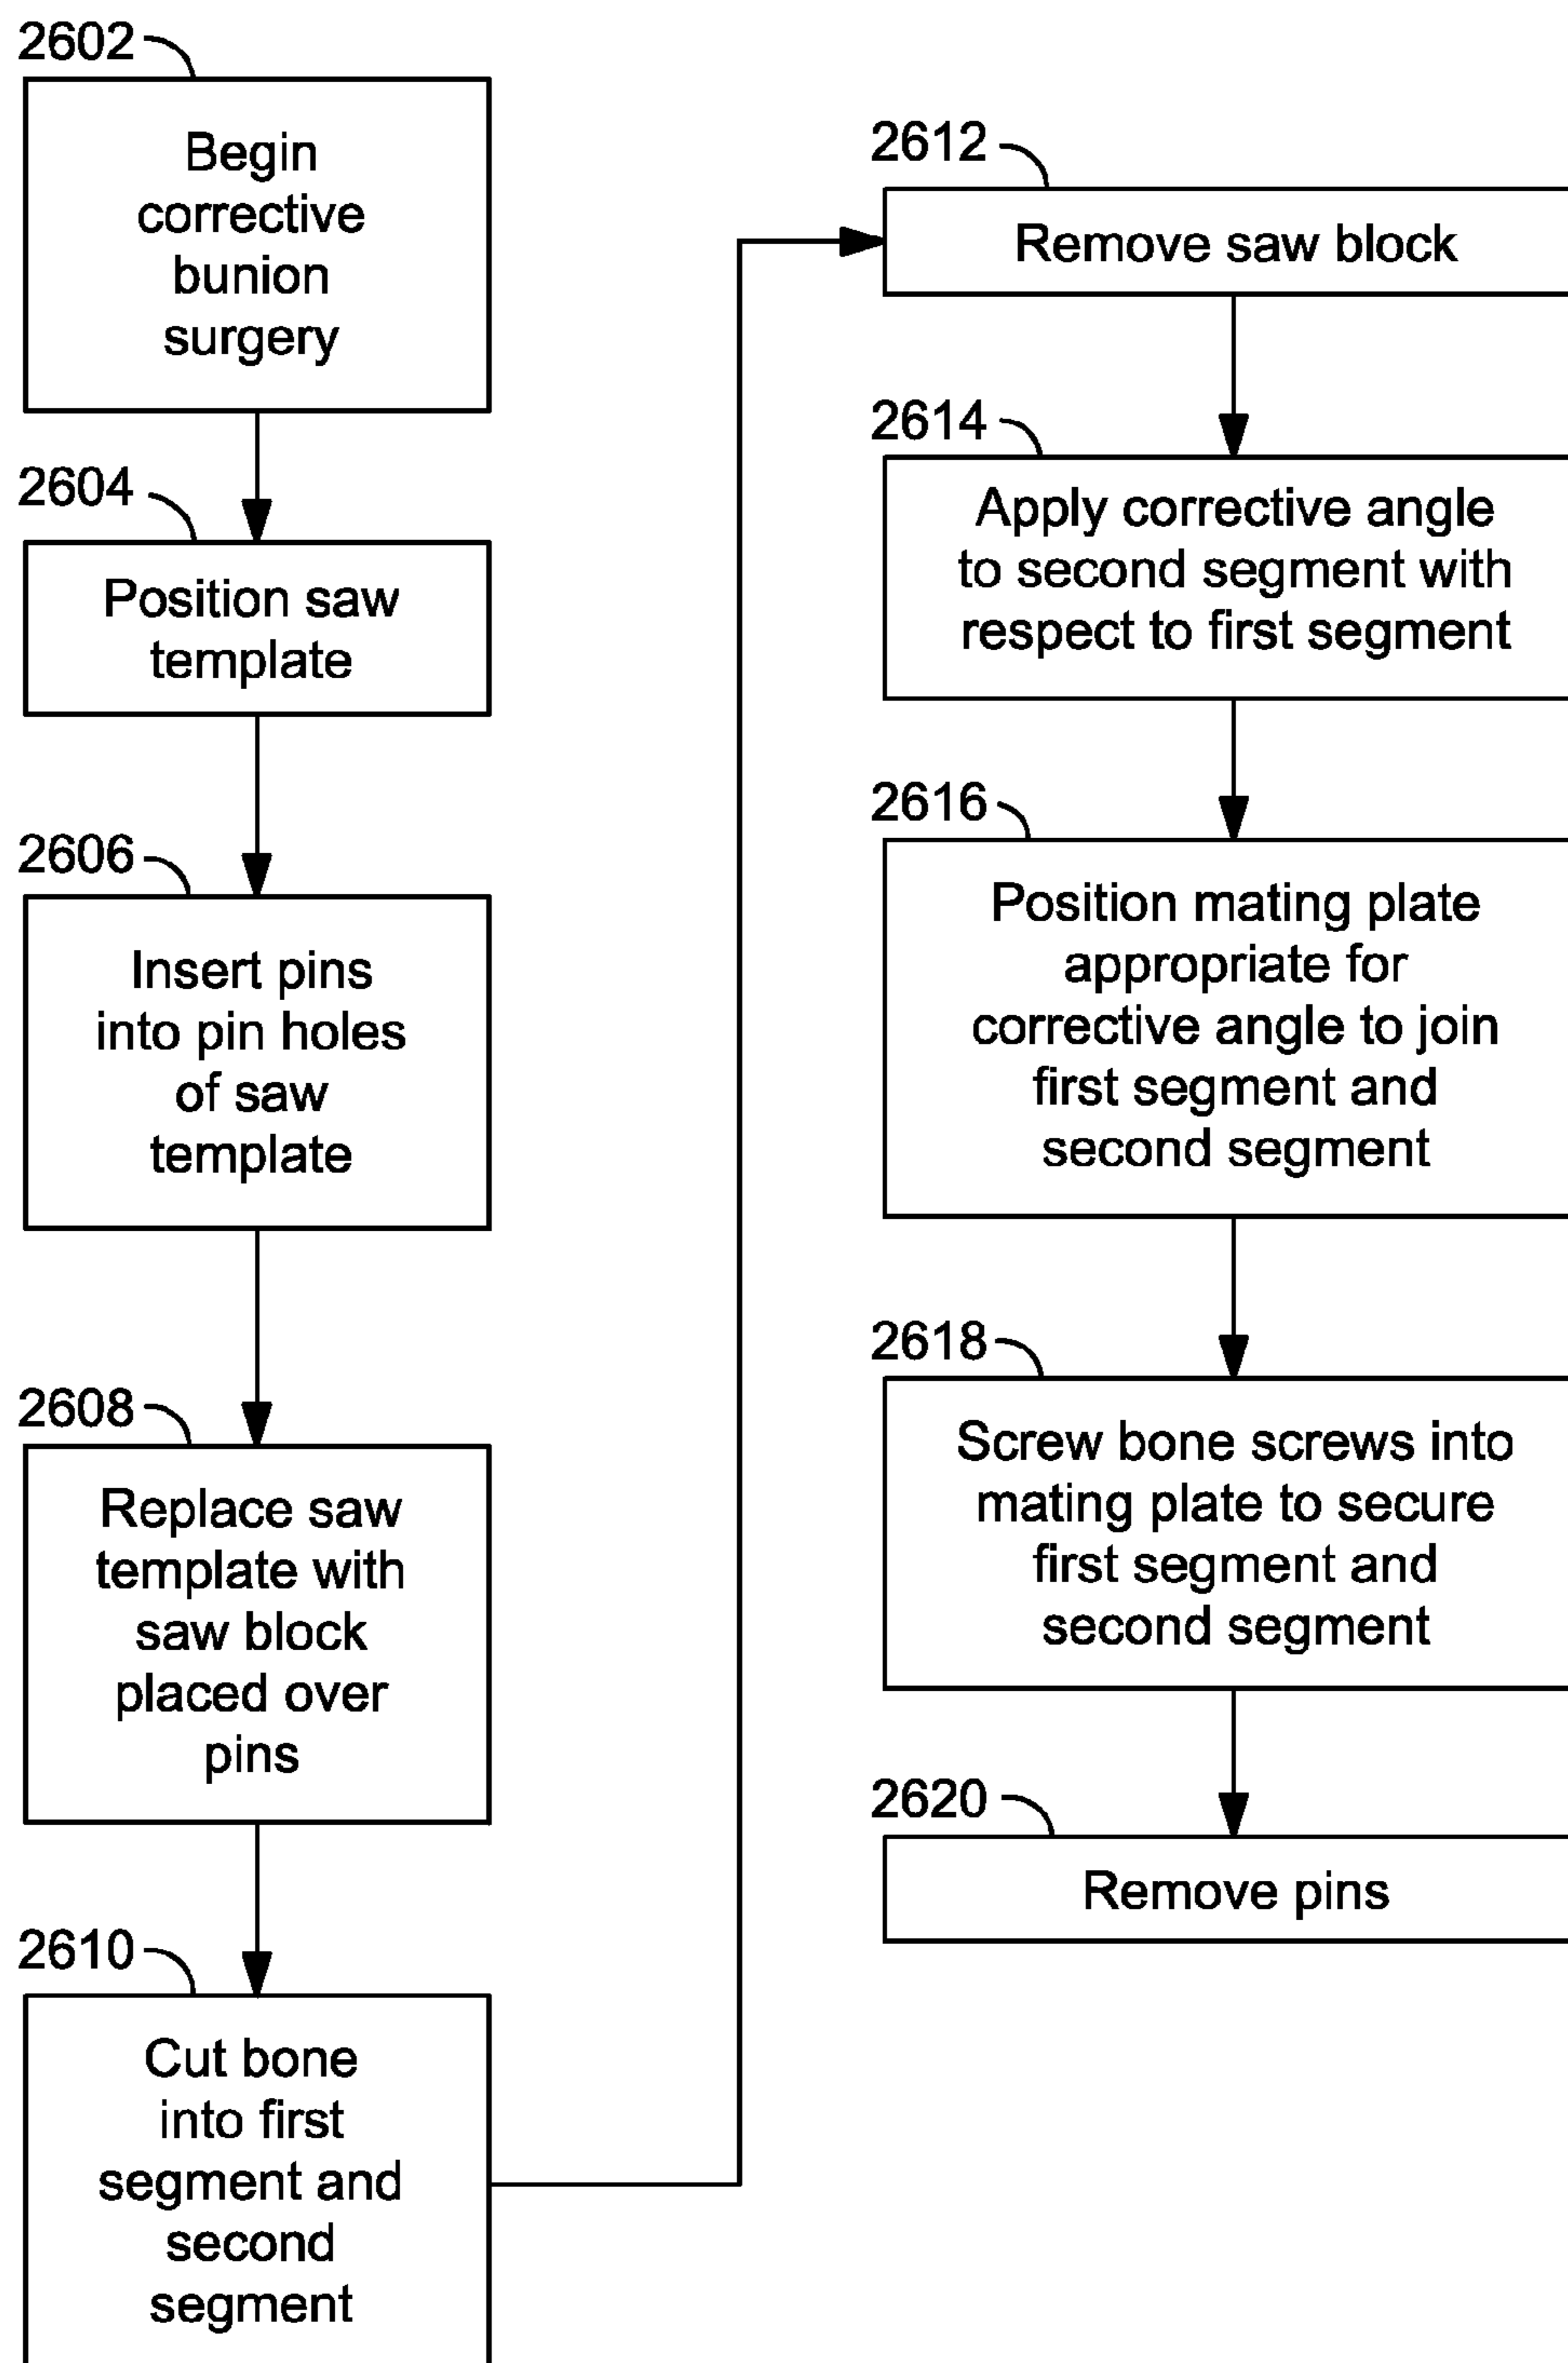 2602
Begin
corrective
bunion
surgery
2604
Position saw
template
2606
Insert pins
into pin holes
of saw
template
2608
Replace saw
template with
saw block
placed over
pins
2610
Cut bone
into first
segment and
second
segment
2612
Remove saw block
2614
Apply corrective angle
to second segment with
respect to first segment
2616
Position mating plate
appropriate for
corrective angle to join
first segment and
second segment
2618
Screw bone screws into
mating plate to secure
first segment and
second segment
2620
Remove pins